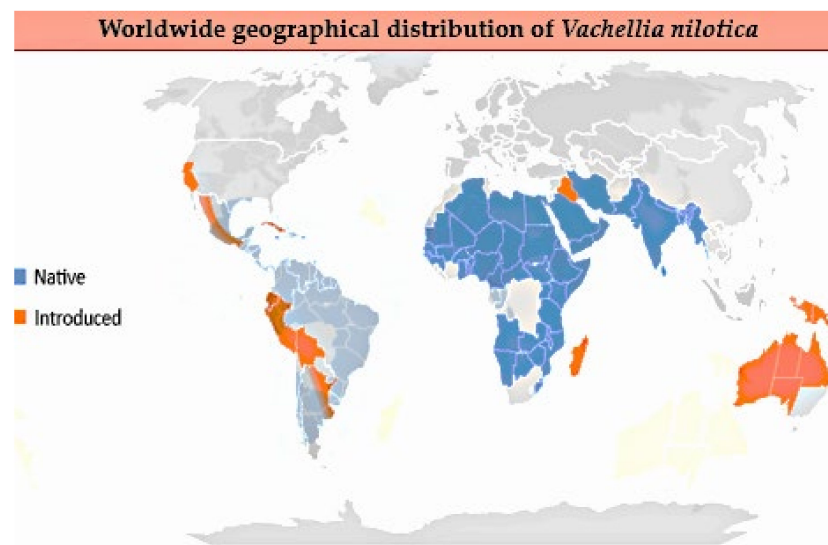 Worldwide geographical distribution of Vachellia nilotica
Native
Introduced